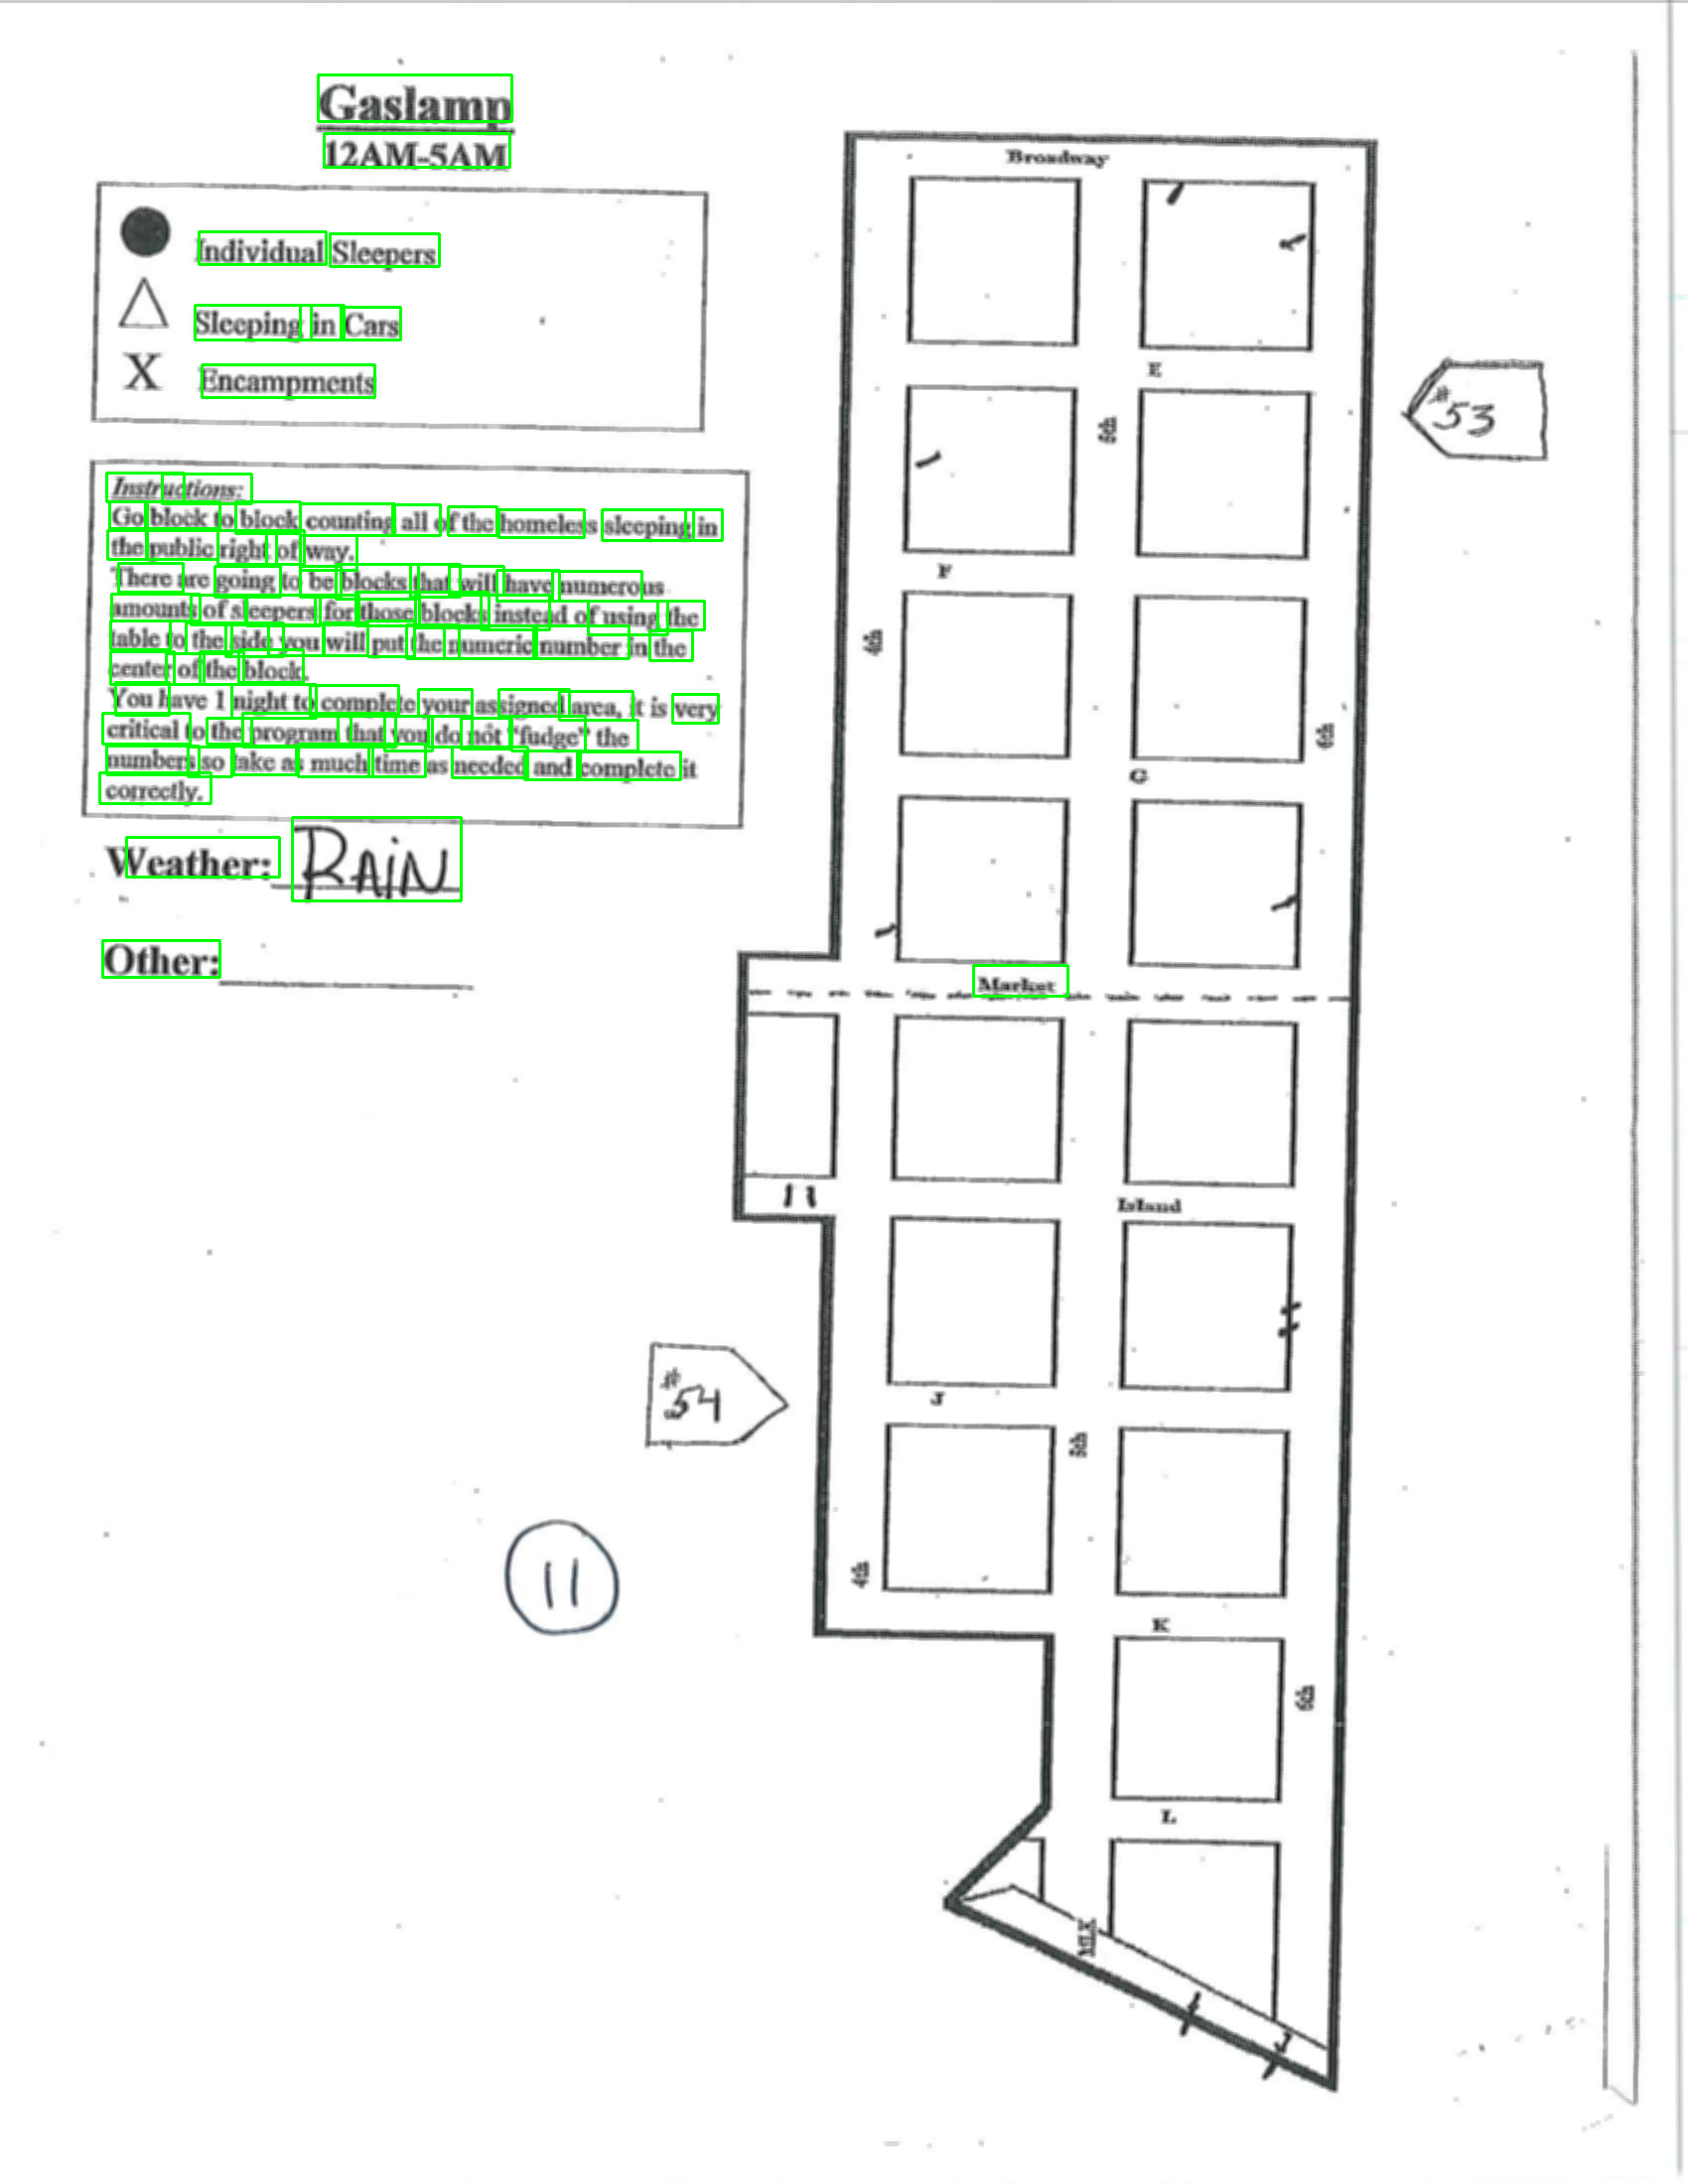 Gaslamp
12AM-5AM
Individual Sleepers
Sleeping in Cars
X Encampments
Instructions:
Go block to block counting all of the homeless sleeping in
the public right of way.
There are going to be blocks that will have numerous
amounts of sleepers for those blocks instead of using the
table to the side you will put the numeric number in the
center of the block.
You have 1 night to complete your assigned area, it is very
critical to the program that you do not "fudge" the
numbers so take as much time as needed and complete it
correctly.
Weather: RAIN
Other:
Broadway
E
# 53
5th
F
4th
6th
G
Market
Island
J
# 54
5th
4th
11
K
6th
L
MLK